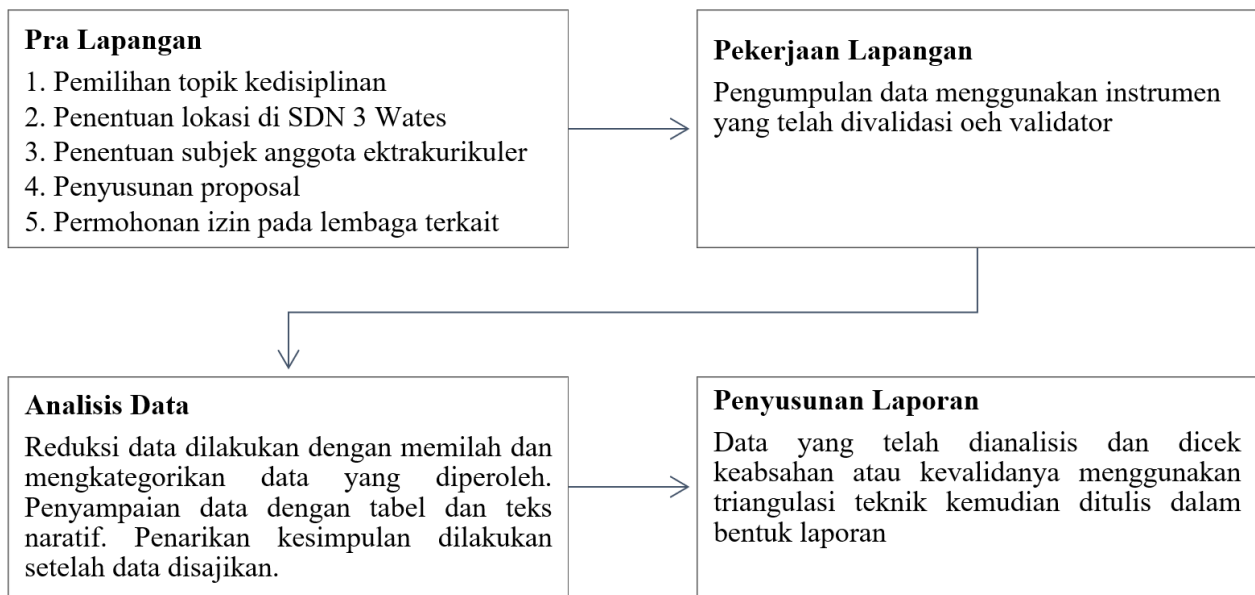 Pra Lapangan
1. Pemilihan topik kedisiplinan
2. Penentuan lokasi di SDN 3 Wates
3. Penentuan subjek anggota ektrakurikuler
4. Penyusunan proposal
5. Permohonan izin pada lembaga terkait
Pekerjaan Lapangan
Pengumpulan data menggunakan instrumen
yang telah divalidasi oeh validator
Analisis Data
Reduksi data dilakukan dengan memilah dan
mengkategorikan data yang diperoleh.
Penyampaian data dengan tabel dan teks
naratif. Penarikan kesimpulan dilakukan
setelah data disajikan.
Penyusunan Laporan
Data yang telah dianalisis dan dicek
keabsahan atau kevalidanya menggunakan
triangulasi teknik kemudian ditulis dalam
bentuk laporan